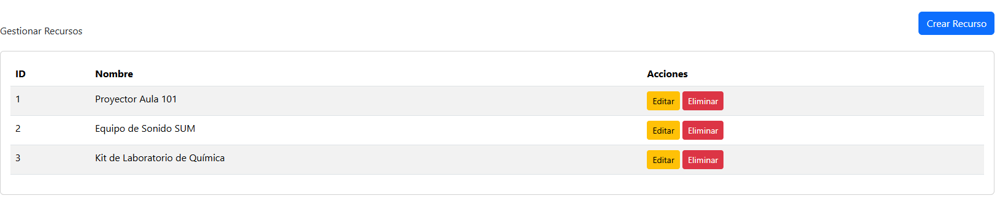 Crear Recurso
Gestionar Recursos
ID Nombre Acciones
1 Proyector Aula 101 Editar Eliminar
2 Equipo de Sonido SUM Editar Eliminar
3 Kit de Laboratorio de Química Editar Eliminar